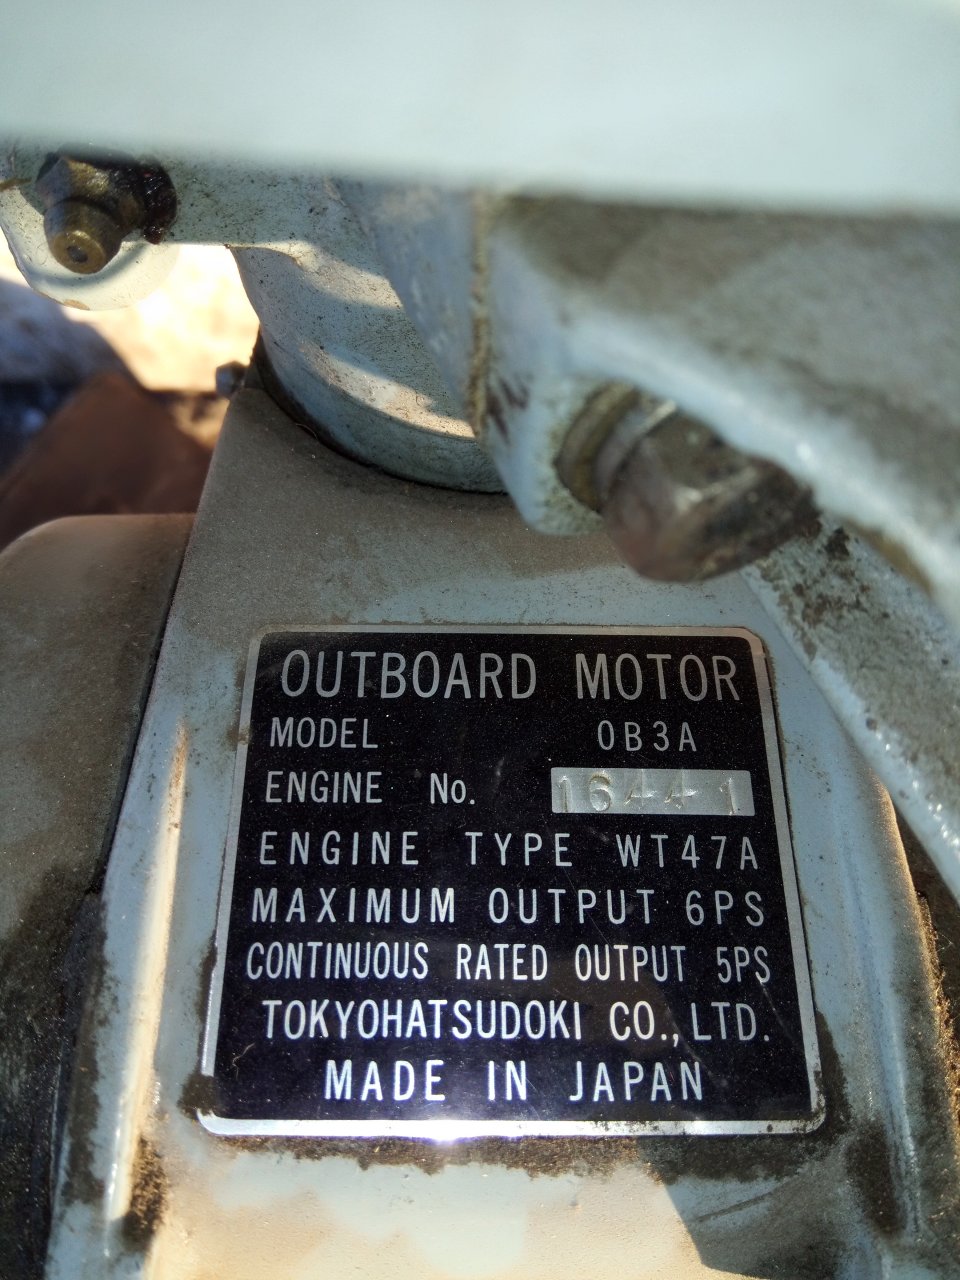 OUTBOARD MOTOR
MODEL 0B3A
ENGINE No. 16441
ENGINE TYPE WT47A
MAXIMUM OUTPUT 6PS
CONTINUOUS RATED OUTPUT 5PS
TOKYOHATSUDOKI CO., LTD.
MADE IN JAPAN